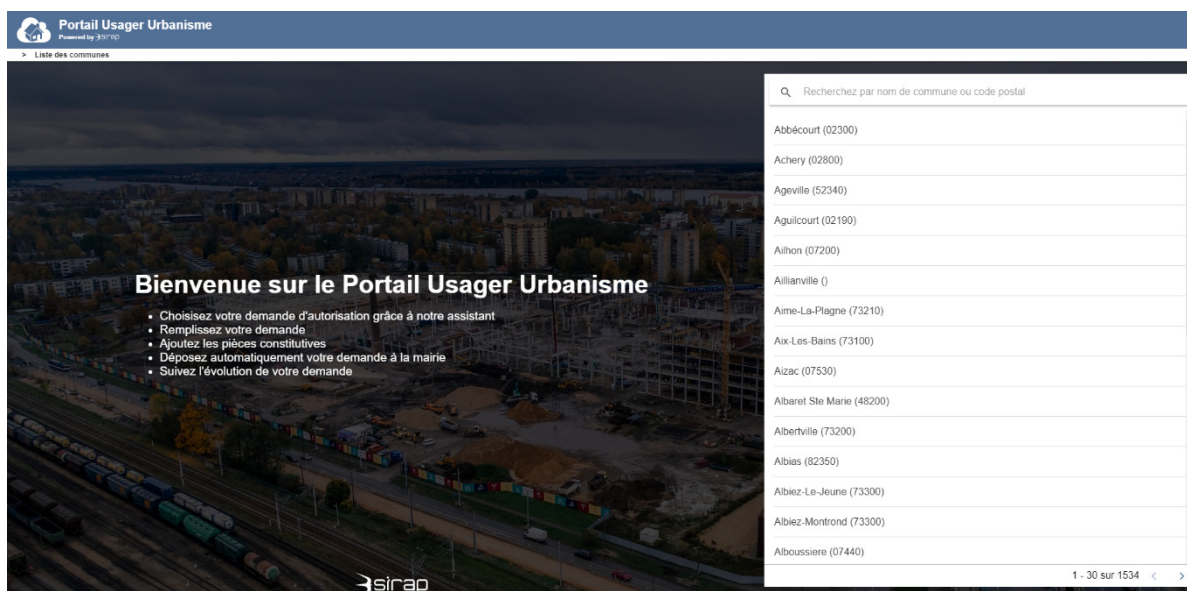 Portail Usager Urbanisme
Powered by sirap
> Liste des communes
Recherchez par nom de commune ou code postal
Abbécourt (02300)
Achery (02800)
Ageville (52340)
Aguilcourt (02190)
Ailhon (07200)
Aillianville ()
Aime-La-Plagne (73210)
Aix-Les-Bains (73100)
Aizac (07530)
Albaret Ste Marie (48200)
Albertville (73200)
Albias (82350)
Albiez-Le-Jeune (73300)
Albiez-Montrond (73300)
Alboussiere (07440)
1 - 30 sur 1534 < >
Bienvenue sur le Portail Usager Urbanisme
• Choisisez votre demande d'autorisation grâce à notre assistant
• Remplissez votre demande
• Ajoutez les pièces constitutives
• Déposez automatiquement votre demande à la mairie
• Suivez l'évolution de votre demande
sirap